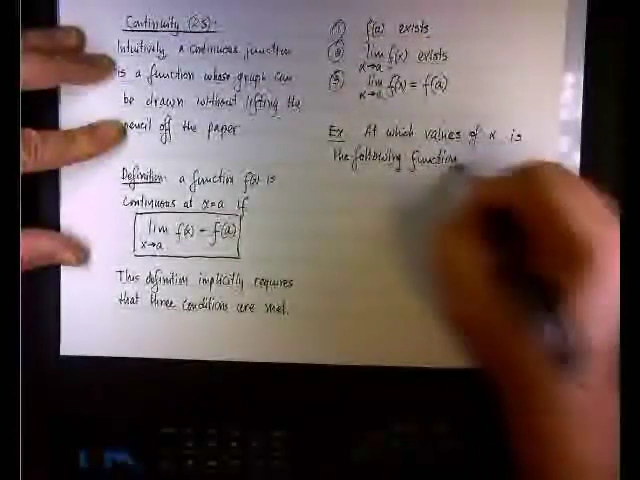 Continuity (2.5):
Intuitively, a continuous function
is a function whose graph can
be drawn without lifting the
pencil off the paper
Definition: a function f(x) is
continuous at x=a if
lim f(x) = f(a)
x→a
This definition implicitly requires
that three conditions are met.
① f(a) exists
② lim f(x) exists
x→a
③ lim f(x) = f(a)
x→a
Ex At which values of x is
the following function